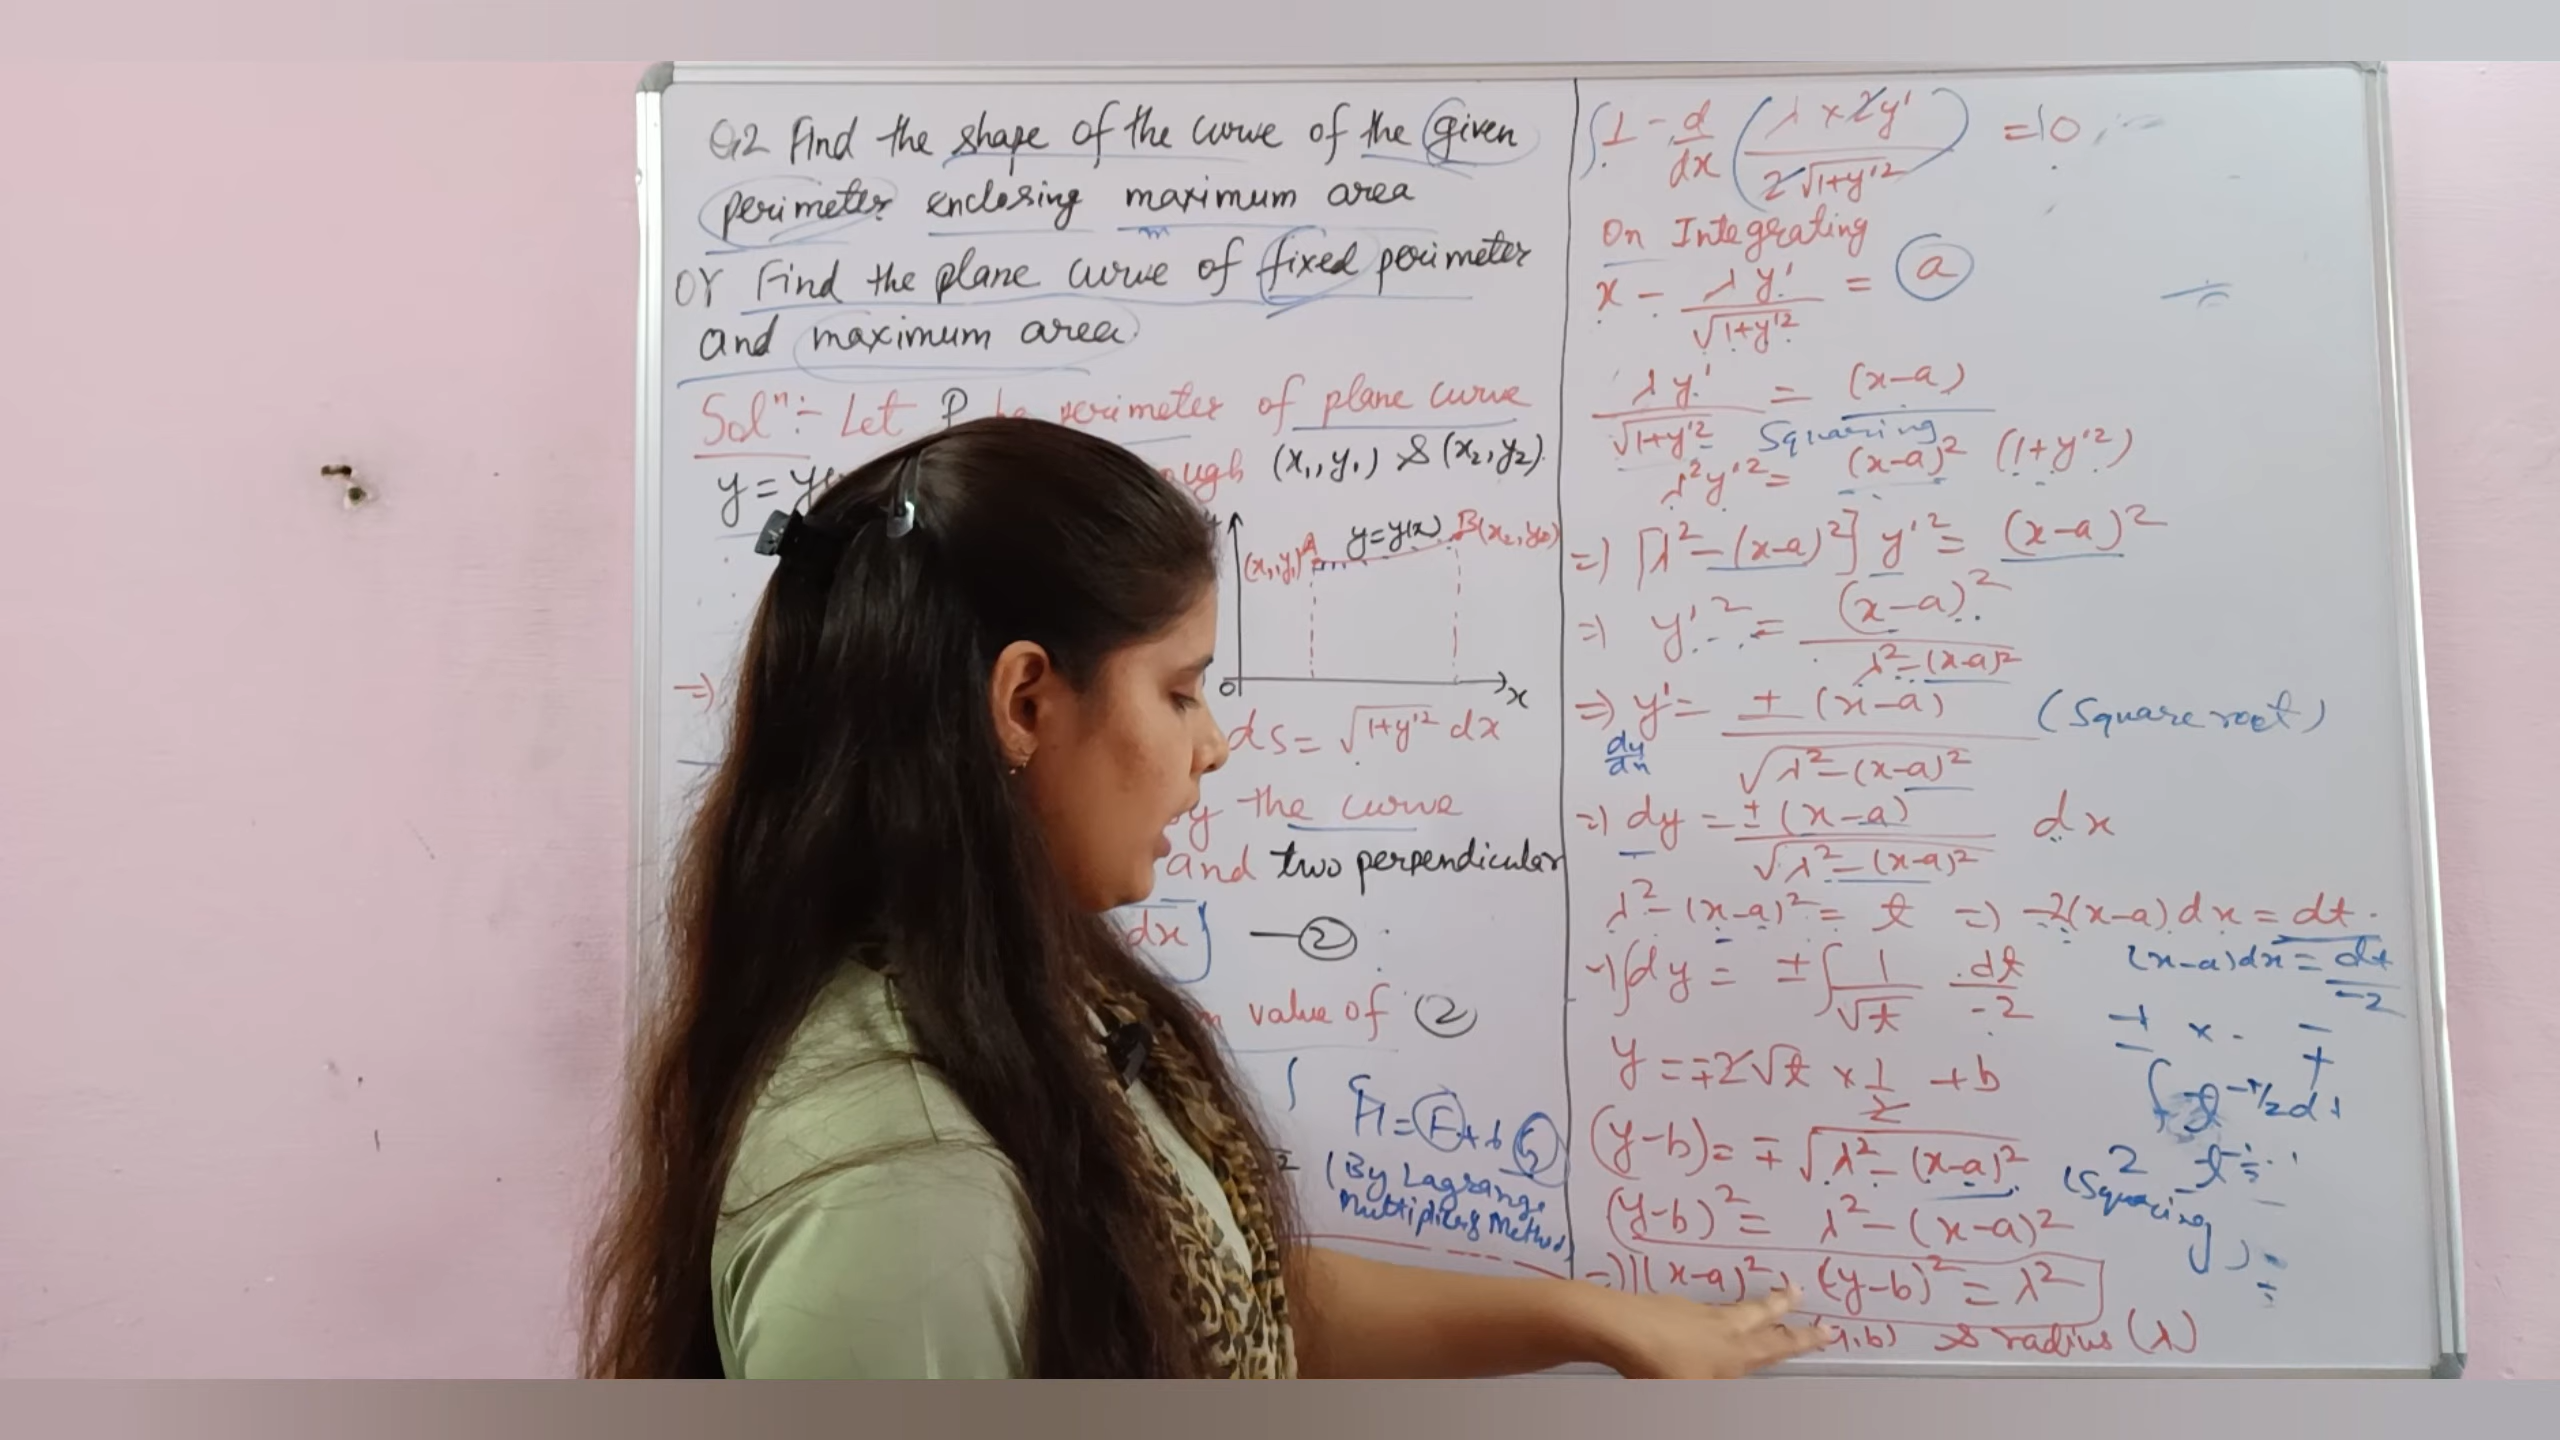 Q2 Find the shape of the curve of the given
perimeter enclosing maximum area
or Find the plane curve of fixed perimeter
and maximum area.
Solⁿ:- Let P be perimeter of plane curve
(x₁, y₁) & (x₂, y₂).
(x₁, y₁) A y = y(x) B(x₂, y₂)
O x
⇒
ds = √1+y'² dx
by the curve
and two perpendicular
dx —②
value of ②
H = F + λ G
(By Lagrange
Multipliers Method
1 - d/dx (λ × 2y' / 2√1+y'²) = 0
On Integrating
x - λy' / √1+y'² = a
λy' / √1+y'² = (x-a)
Squaring
λ²y'² = (x-a)² (1+y'²)
⇒ [λ² - (x-a)²] y'² = (x-a)²
⇒ y'² = (x-a)² / λ² - (x-a)²
⇒ y' = ± (x-a) / √λ² - (x-a)² (Square root)
dy/dx
⇒ dy = ± (x-a) / √λ² - (x-a)² dx
λ² - (x-a)² = t ⇒ -2(x-a) dx = dt.
(x-a) dx = dt/-2
⇒ ∫dy = ± ∫ 1/√t . dt/-2
y = ∓ 2√t × 1/2 + b
∫ t^-1/2 dt
(y-b) = ∓ √λ² - (x-a)² (Squaring)
(y-b)² = λ² - (x-a)²
⇒ (x-a)² + (y-b)² = λ²
(a,b) & radius (λ)